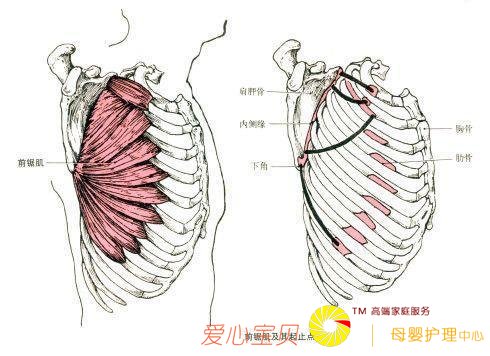 前锯肌
肩胛骨
内侧缘
下角
胸骨
肋骨
前锯肌及其起止点
爱心宝贝
TM 高端家庭服务
母婴护理中心